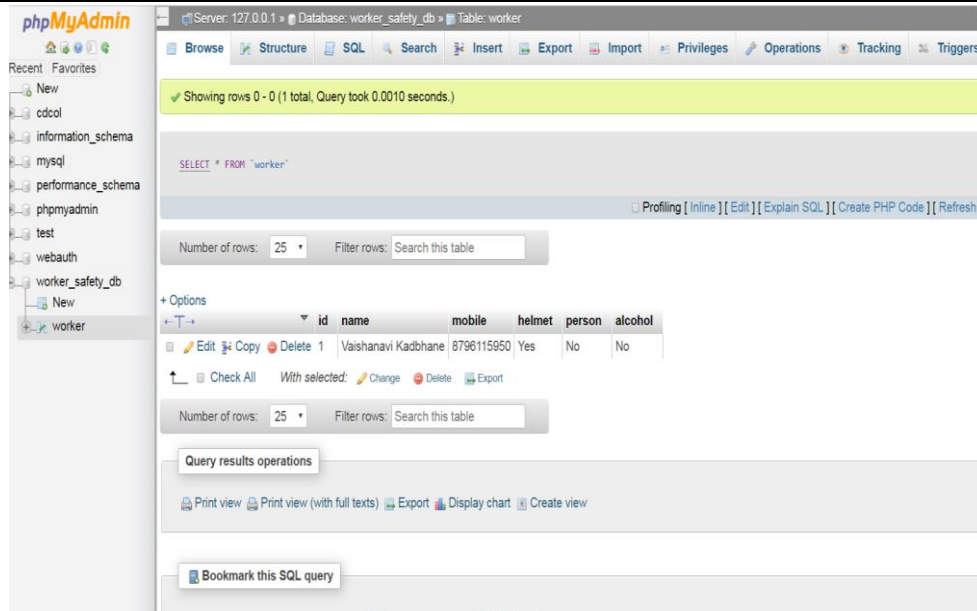 phpMyAdmin
Recent Favorites
New
cdcol
information_schema
mysql
performance_schema
phpmyadmin
test
webauth
worker_safety_db
New
worker
Server: 127.0.0.1 » Database: worker_safety_db » Table: worker
Browse Structure SQL Search Insert Export Import Privileges Operations Tracking Triggers
Showing rows 0 - 0 (1 total, Query took 0.0010 seconds.)
SELECT * FROM `worker`
Profiling [ Inline ] [ Edit ] [ Explain SQL ] [ Create PHP Code ] [ Refresh
Number of rows: 25 Filter rows: Search this table
+ Options
←T→ id name mobile helmet person alcohol
Edit Copy Delete 1 Vaishanavi Kadbhane 8796115950 Yes No No
Check All With selected: Change Delete Export
Number of rows: 25 Filter rows: Search this table
Query results operations
Print view Print view (with full texts) Export Display chart Create view
Bookmark this SQL query